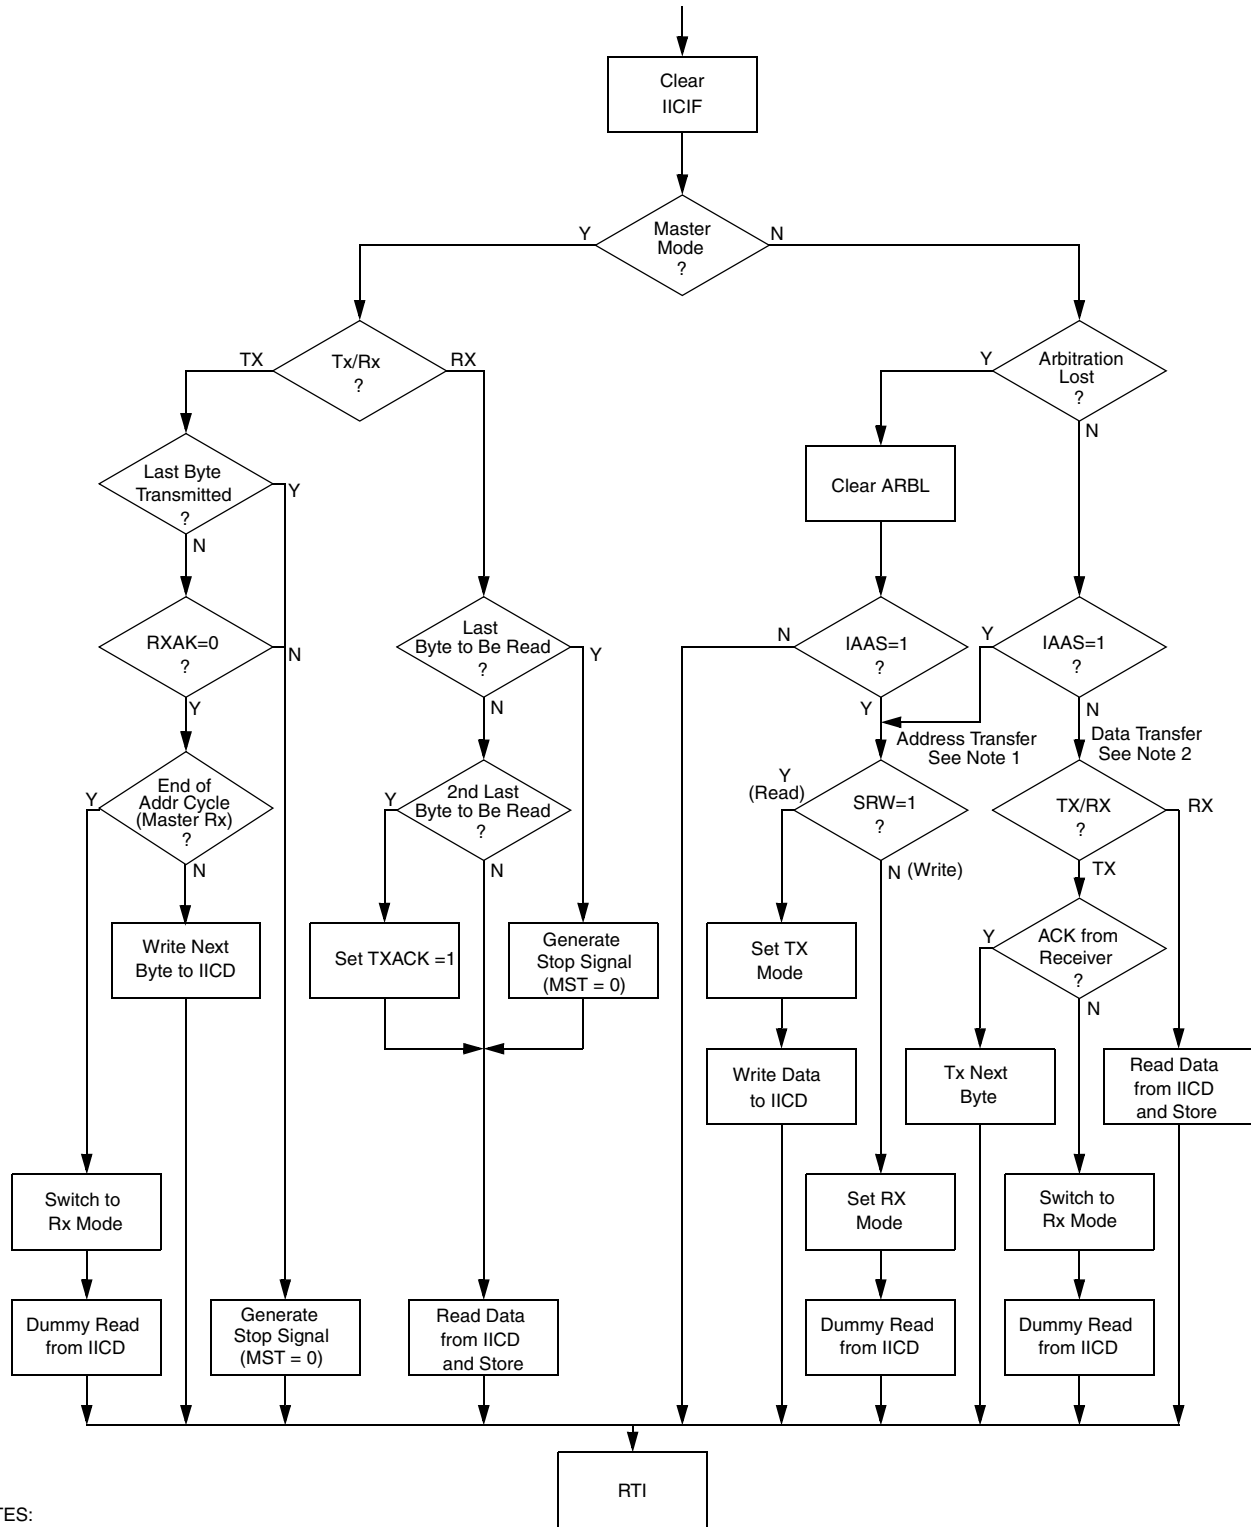 Clear
IICIF
Master
Mode
?
Y
N
Tx/Rx
?
TX
RX
Arbitration
Lost
?
Y
N
Last Byte
Transmitted
?
Y
N
Clear ARBL
RXAK=0
?
N
Y
Last
Byte to Be Read
?
Y
N
IAAS=1
?
N
Y
IAAS=1
?
Y
N
Address Transfer
See Note 1
Data Transfer
See Note 2
End of
Addr Cycle
(Master Rx)
?
Y
N
2nd Last
Byte to Be Read
?
Y
N
Y
(Read)
SRW=1
?
N (Write)
TX/RX
?
RX
TX
Write Next
Byte to IICD
Set TXACK =1
Generate
Stop Signal
(MST = 0)
Set TX
Mode
ACK from
Receiver
?
Y
N
Write Data
to IICD
Tx Next
Byte
Read Data
from IICD
and Store
Switch to
Rx Mode
Set RX
Mode
Switch to
Rx Mode
Dummy Read
from IICD
Generate
Stop Signal
(MST = 0)
Read Data
from IICD
and Store
Dummy Read
from IICD
Dummy Read
from IICD
RTI
TES: